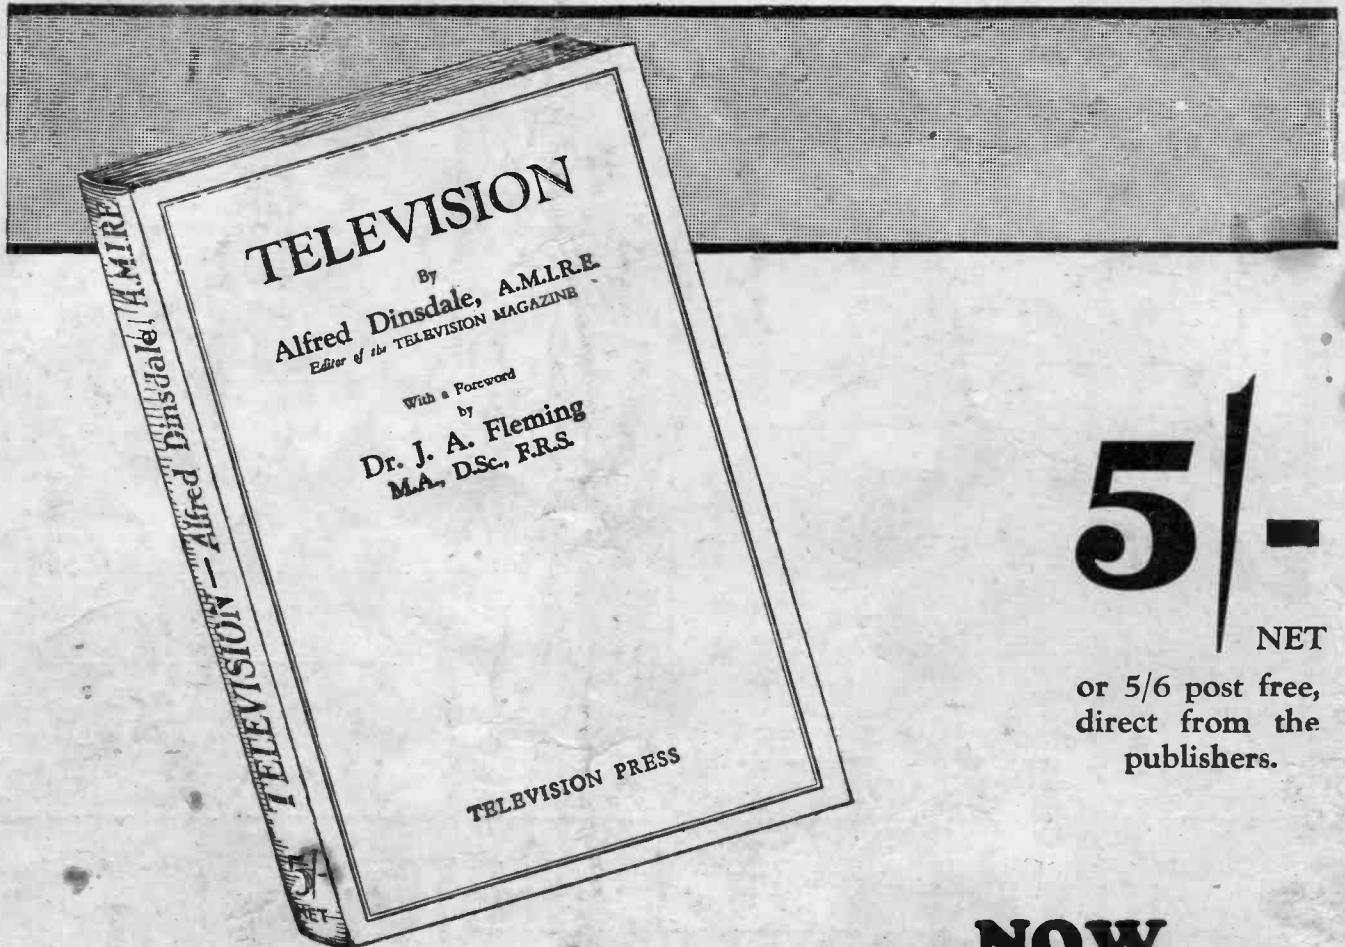 TELEVISION
By
Alfred Dinsdale, A.M.I.R.E.
Editor of the TELEVISION MAGAZINE
With a Foreword
by
Dr. J. A. Fleming
M.A., D.Sc., F.R.S.
TELEVISION PRESS
TELEVISION — Alfred Dinsdale, A.MIRE
5/-
NET
5/-
NET
or 5/6 post free,
direct from the
publishers.
NOW